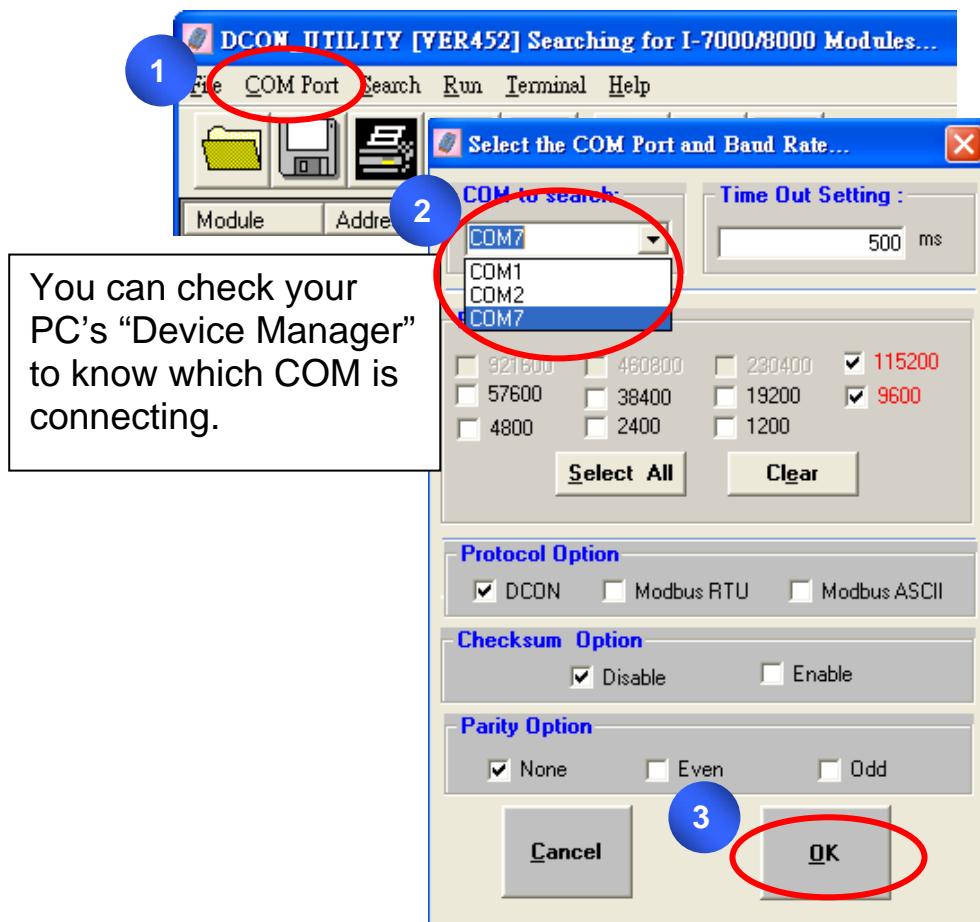 DCON_UTILITY [VER452] Searching for I-7000/8000 Modules...
1
File COM Port Search Run Terminal Help
Select the COM Port and Baud Rate...
Module
2
COM to search:
Time Out Setting :
COM7
500 ms
COM1
COM2
COM7
You can check your
PC's “Device Manager”
to know which COM is
connecting.
921600 460800 230400 115200
57600 38400 19200 9600
4800 2400 1200
Select All Clear
Protocol Option
DCON Modbus RTU Modbus ASCII
Checksum Option
Disable Enable
Parity Option
None Even Odd
3
Cancel OK